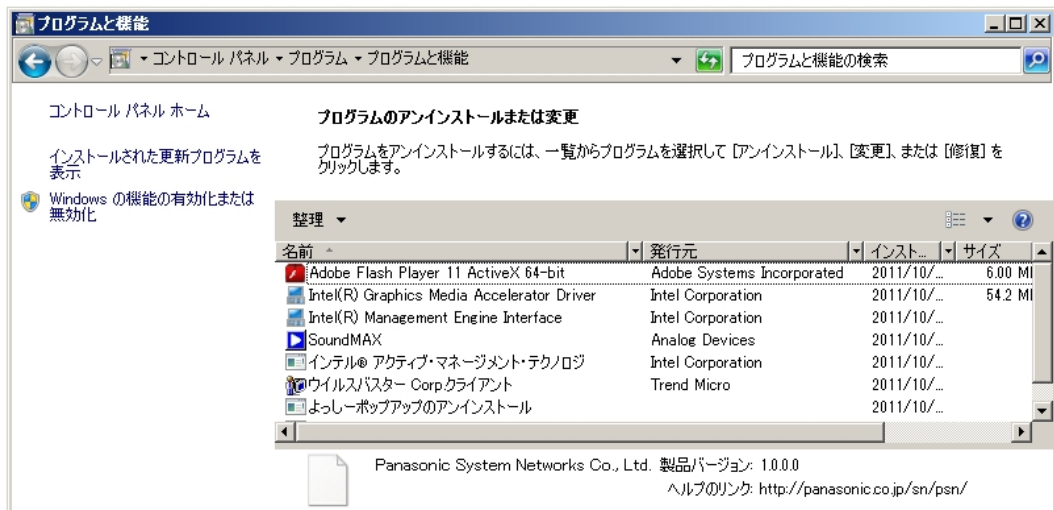 プログラムと機能
コントロール パネル ▾ プログラム ▾ プログラムと機能
プログラムと機能の検索
コントロール パネル ホーム
インストールされた更新プログラムを
表示
Windows の機能の有効化または
無効化
プログラムのアンインストールまたは変更
プログラムをアンインストールするには、一覧からプログラムを選択して [アンインストール]、[変更]、または [修復] を
クリックします。
整理
名前 発行元 インスト... サイズ
Adobe Flash Player 11 ActiveX 64-bit Adobe Systems Incorporated 2011/10/... 6.00 M
Intel(R) Graphics Media Accelerator Driver Intel Corporation 2011/10/... 54.2 M
Intel(R) Management Engine Interface Intel Corporation 2011/10/...
SoundMAX Analog Devices 2011/10/...
インテル® アクティブ・マネージメント・テクノロジ Intel Corporation 2011/10/...
ウイルスバスター Corp.クライアント Trend Micro 2011/10/...
よっしーポップアップのアンインストール 2011/10/...
Panasonic System Networks Co., Ltd. 製品バージョン: 1.0.0.0
ヘルプのリンク: http://panasonic.co.jp/sn/psn/